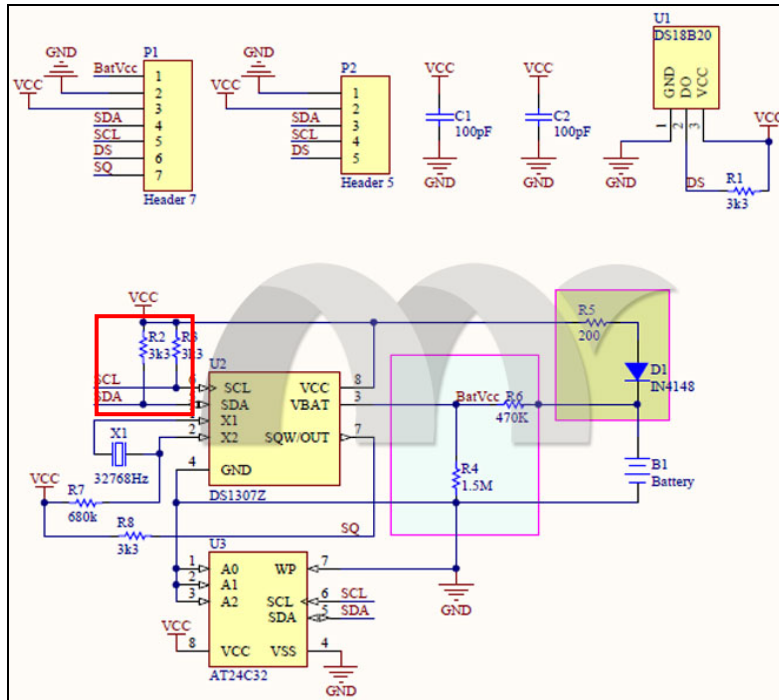 P1
GND
BatVcc
VCC
SDA
SCL
DS
SQ
1
2
3
4
5
6
7
Header 7
P2
GND
VCC
SDA
SCL
DS
1
2
3
4
5
Header 5
VCC
C1
100pF
GND
VCC
C2
100pF
GND
U1
DS18B20
GND
DO
VCC
1
2
3
GND
DS
VCC
R1
3k3
VCC
R2
3k3
R3
3k3
SCL
SDA
U2
6 SCL
5 SDA
1 X1
2 X2
4 GND
VCC 8
VBAT 3
SQW/OUT 7
DS1307Z
X1
32768Hz
VCC
R7
680k
R8
3k3
SQ
R5
200
D1
IN4148
BatVcc
R6
470K
R4
1.5M
B1
Battery
GND
U3
1 A0
2 A1
3 A2
WP 7
SCL 6 SCL
SDA 5 SDA
VCC
8 VCC
VSS 4
AT24C32
GND